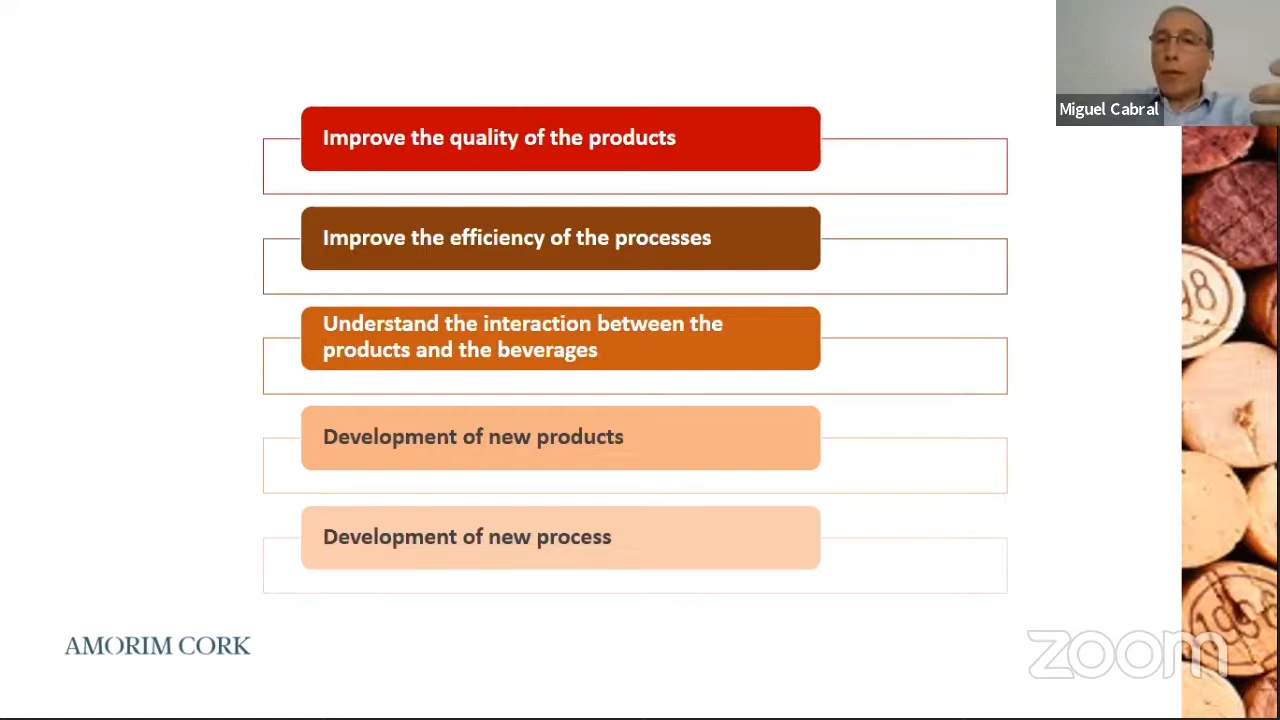 Miguel Cabral
Improve the quality of the products
Improve the efficiency of the processes
Understand the interaction between the
products and the beverages
Development of new products
Development of new process
AMORIM CORK
zoom
98